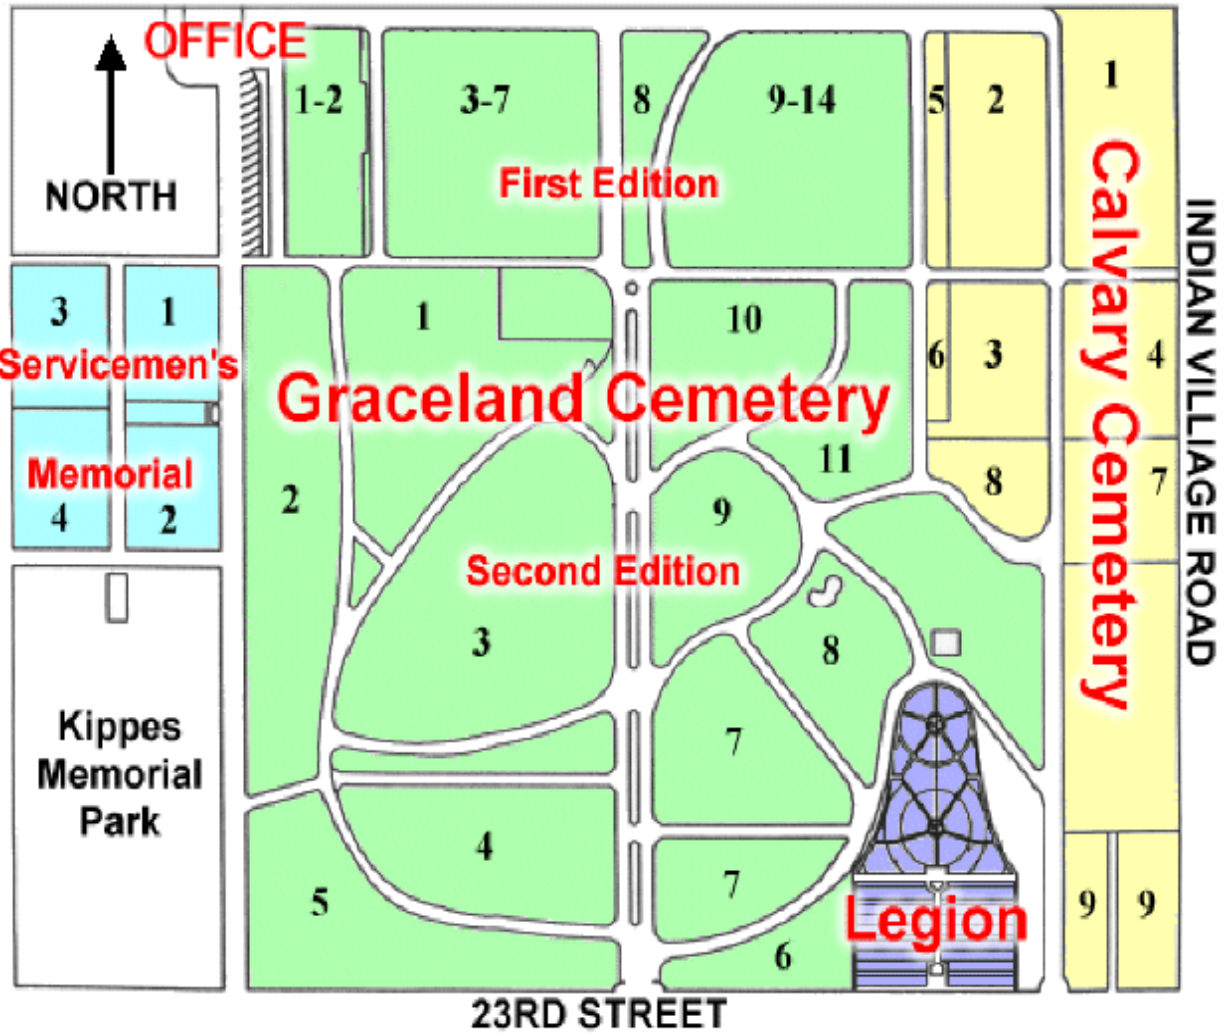 OFFICE
1-2
3-7
8
9-14
5
2
1
First Edition
NORTH
3
1
Servicemen's
Memorial
4
2
1
10
6
3
4
Graceland Cemetery
Calvary Cemetery
INDIAN VILLIAGE ROAD
2
11
8
7
9
Second Edition
3
8
7
Kippes
Memorial
Park
4
5
7
6
Legion
9
9
23RD STREET